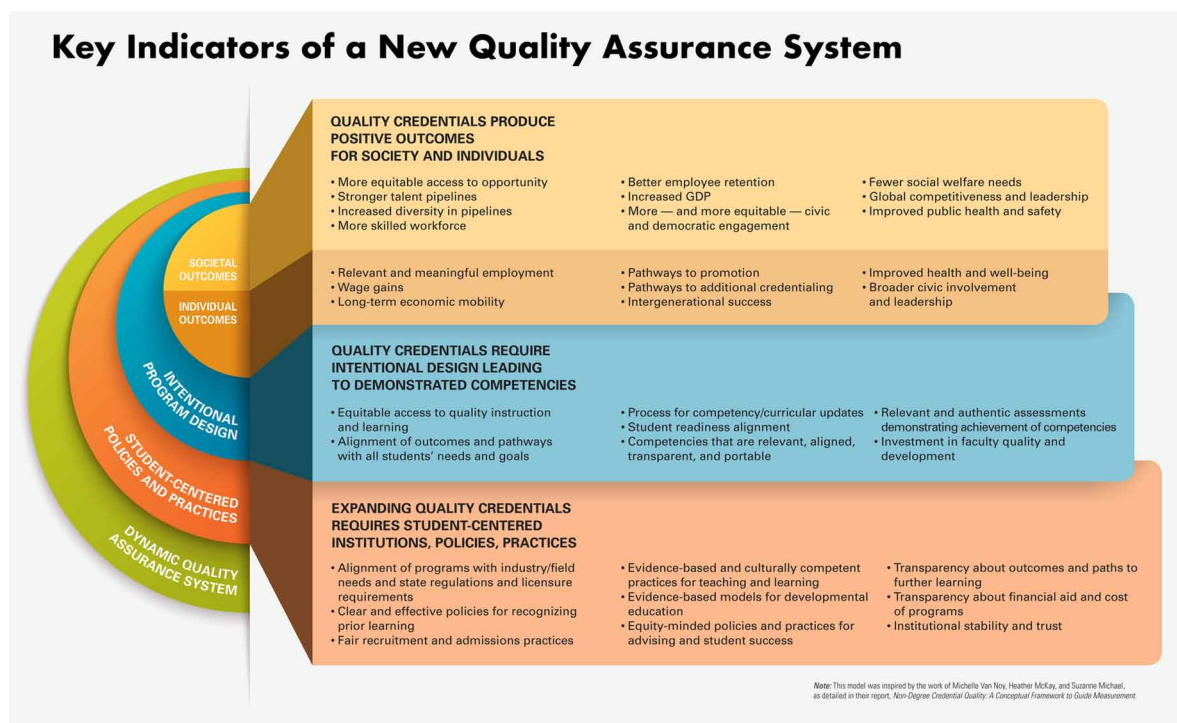 Key Indicators of a New Quality Assurance System
SOCIETAL
OUTCOMES
INDIVIDUAL
OUTCOMES
INTENTIONAL
PROGRAM DESIGN
STUDENT-CENTERED
POLICIES AND PRACTICES
DYNAMIC QUALITY
ASSURANCE SYSTEM
QUALITY CREDENTIALS PRODUCE
POSITIVE OUTCOMES
FOR SOCIETY AND INDIVIDUALS
• More equitable access to opportunity
• Stronger talent pipelines
• Increased diversity in pipelines
• More skilled workforce
• Better employee retention
• Increased GDP
• More — and more equitable — civic
and democratic engagement
• Fewer social welfare needs
• Global competitiveness and leadership
• Improved public health and safety
• Relevant and meaningful employment
• Wage gains
• Long-term economic mobility
• Pathways to promotion
• Pathways to additional credentialing
• Intergenerational success
• Improved health and well-being
• Broader civic involvement
and leadership
QUALITY CREDENTIALS REQUIRE
INTENTIONAL DESIGN LEADING
TO DEMONSTRATED COMPETENCIES
• Equitable access to quality instruction
and learning
• Alignment of outcomes and pathways
with all students’ needs and goals
• Process for competency/curricular updates
• Student readiness alignment
• Competencies that are relevant, aligned,
transparent, and portable
• Relevant and authentic assessments
demonstrating achievement of competencies
• Investment in faculty quality and
development
EXPANDING QUALITY CREDENTIALS
REQUIRES STUDENT-CENTERED
INSTITUTIONS, POLICIES, PRACTICES
• Alignment of programs with industry/field
needs and state regulations and licensure
requirements
• Clear and effective policies for recognizing
prior learning
• Fair recruitment and admissions practices
• Evidence-based and culturally competent
practices for teaching and learning
• Evidence-based models for developmental
education
• Equity-minded policies and practices for
advising and student success
• Transparency about outcomes and paths to
further learning
• Transparency about financial aid and cost
of programs
• Institutional stability and trust
Note: This model was inspired by the work of Michelle Van Noy, Heather McKay, and Suzanne Michael,
as detailed in their report, Non-Degree Credential Quality: A Conceptual Framework to Guide Measurement.